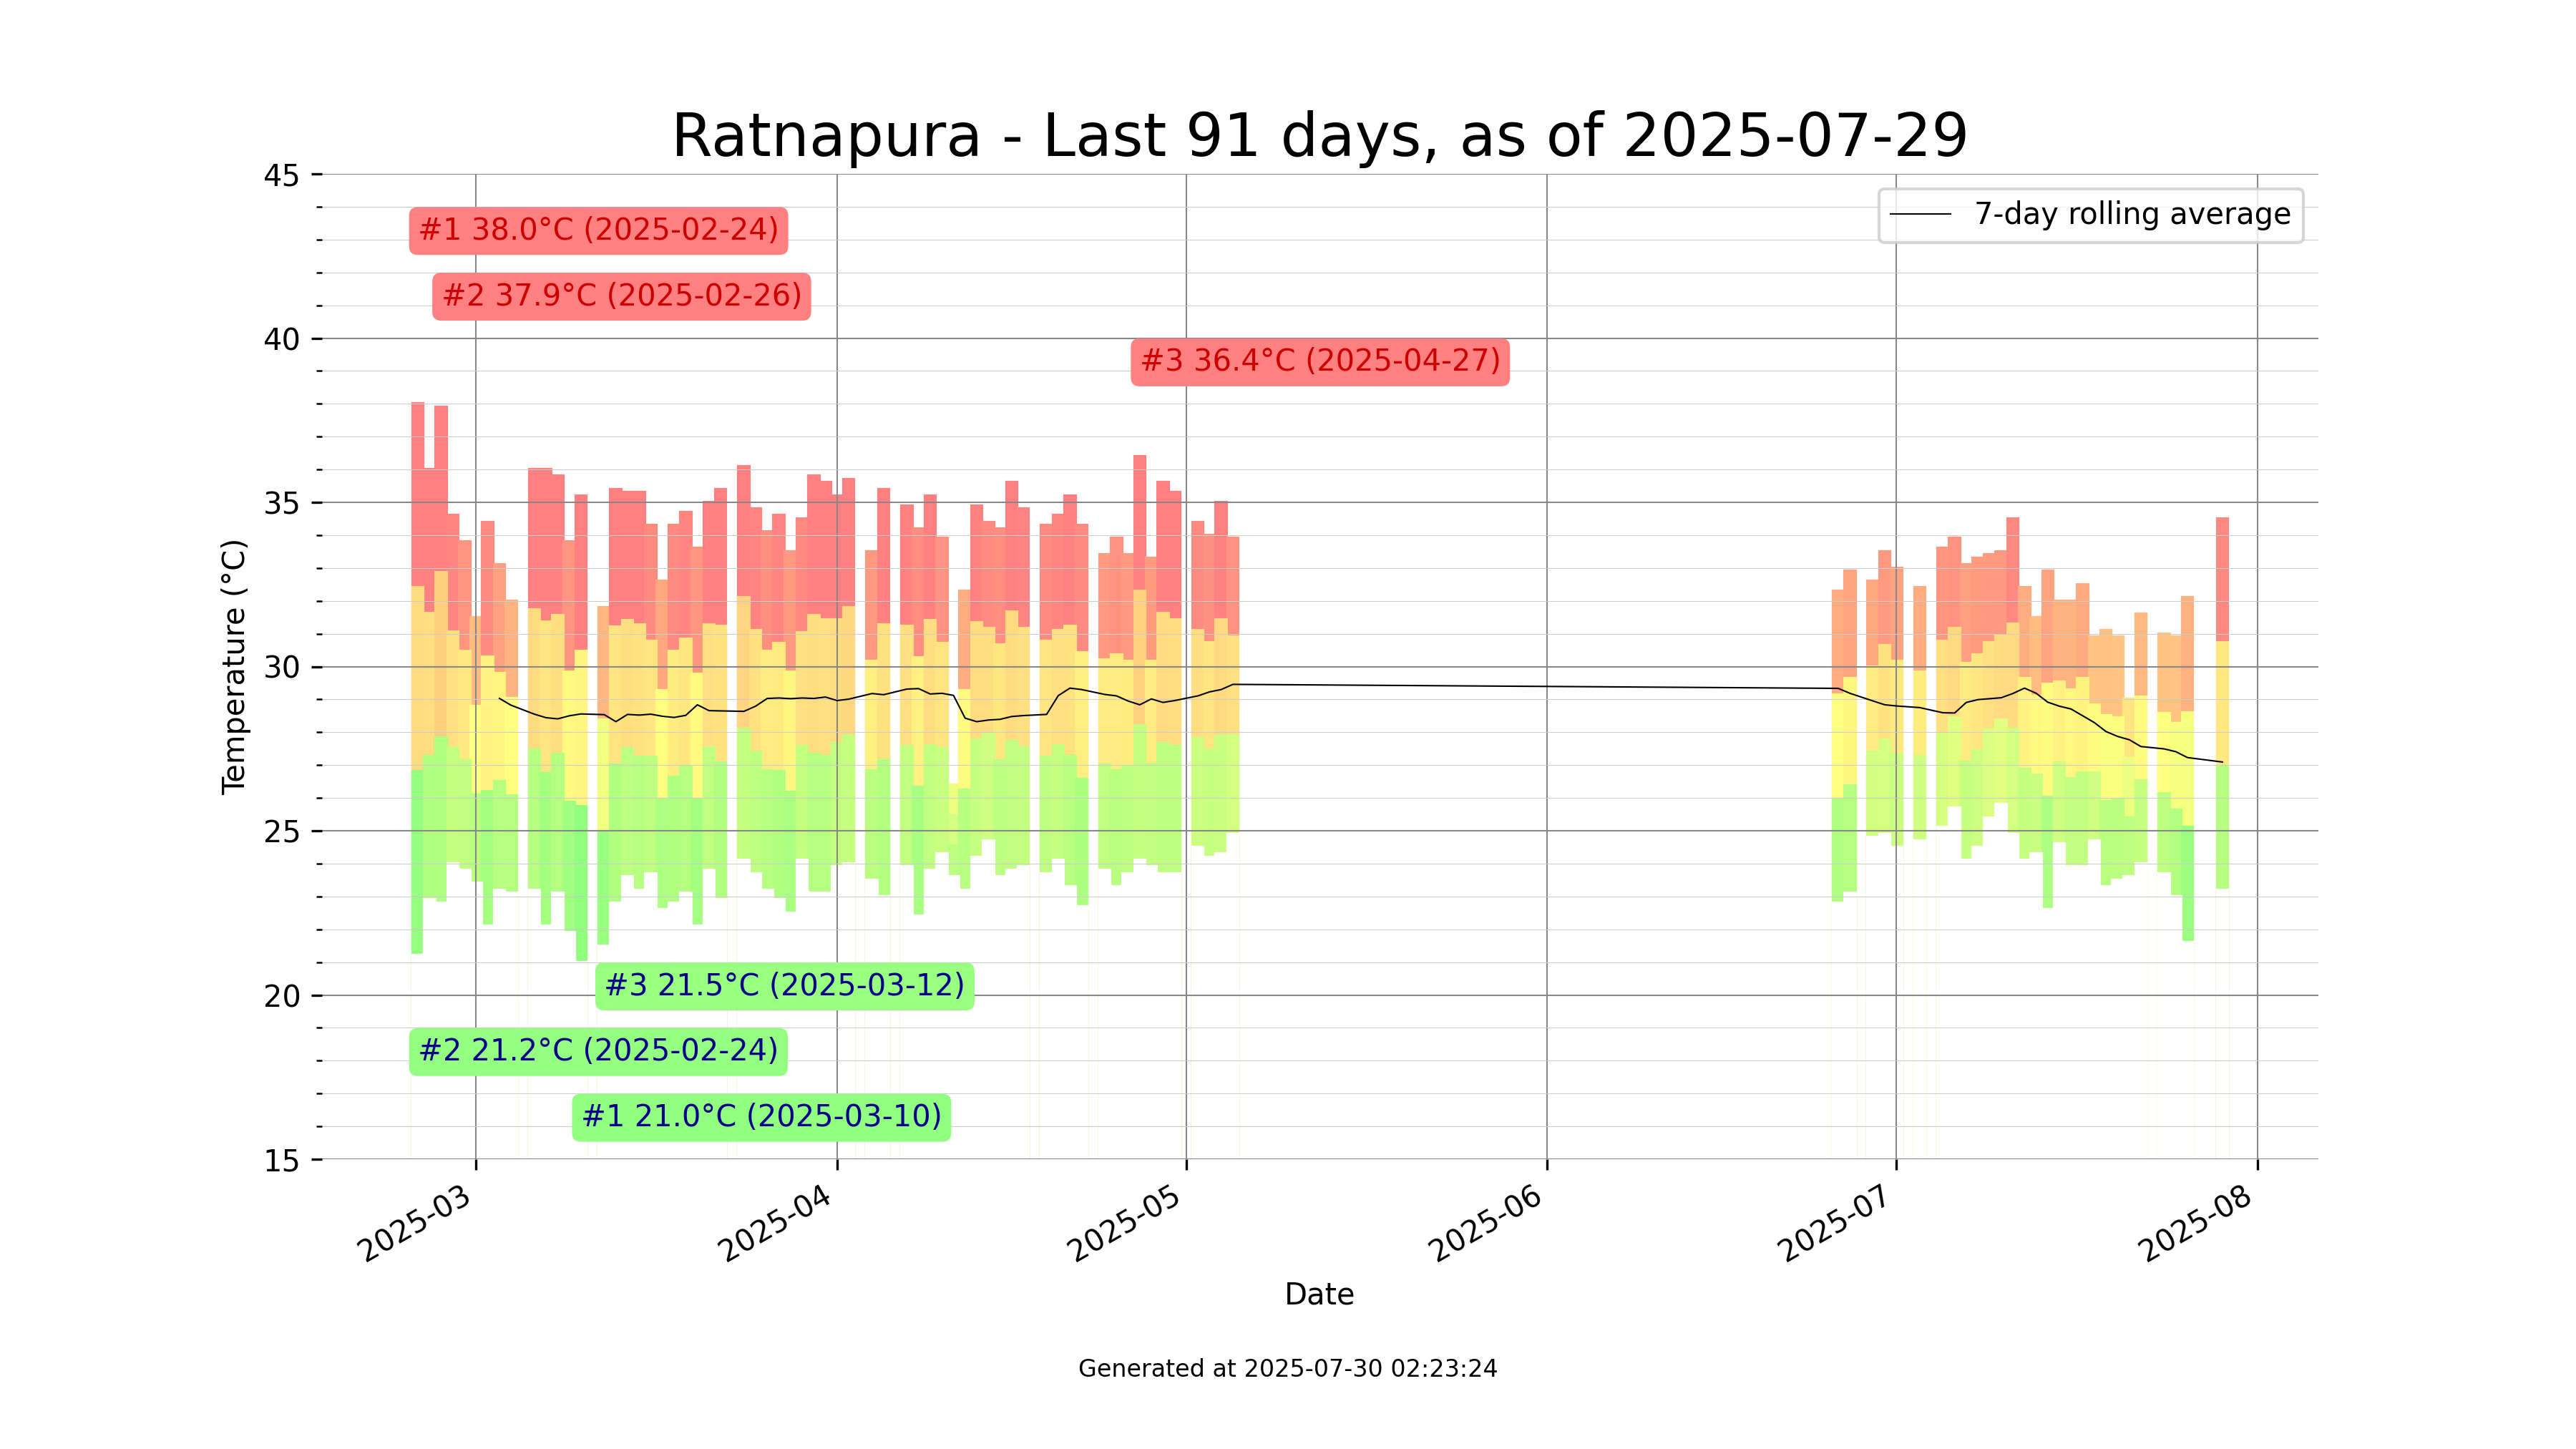 Ratnapura - Last 91 days, as of 2025-07-29
7-day rolling average
#1 38.0°C (2025-02-24)
#2 37.9°C (2025-02-26)
#3 36.4°C (2025-04-27)
#3 21.5°C (2025-03-12)
#2 21.2°C (2025-02-24)
#1 21.0°C (2025-03-10)
Temperature (°C)
45
40
35
30
25
20
15
2025-03
2025-04
2025-05
2025-06
2025-07
2025-08
Date
Generated at 2025-07-30 02:23:24